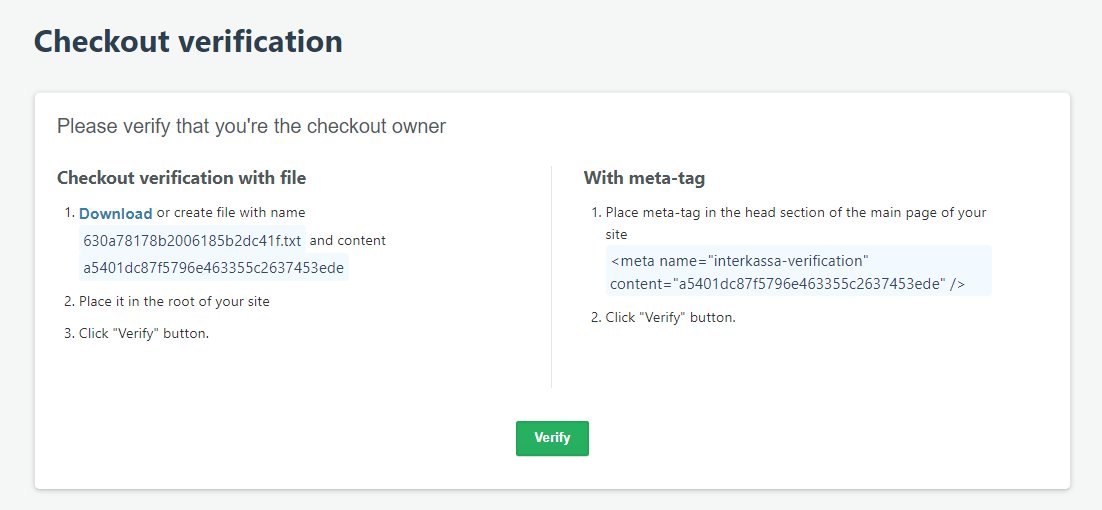 Checkout verification
Please verify that you're the checkout owner
Checkout verification with file
1. Download or create file with name
630a78178b2006185b2dc41f.txt and content
a5401dc87f5796e463355c2637453ede
2. Place it in the root of your site
3. Click "Verify" button.
With meta-tag
1. Place meta-tag in the head section of the main page of your
site
<meta name="interkassa-verification"
content="a5401dc87f5796e463355c2637453ede" />
2. Click "Verify" button.
Verify